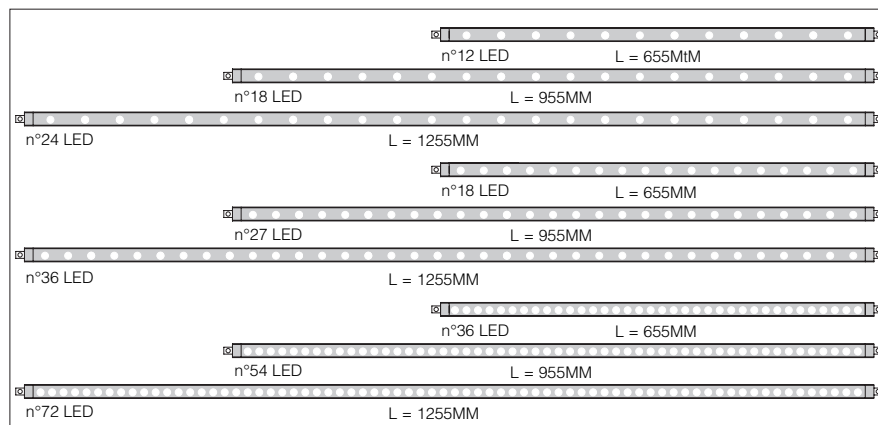 n°12 LED L = 655MtM
n°18 LED L = 955MM
n°24 LED L = 1255MM
n°18 LED L = 655MM
n°27 LED L = 955MM
n°36 LED L = 1255MM
n°36 LED L = 655MM
n°54 LED L = 955MM
n°72 LED L = 1255MM